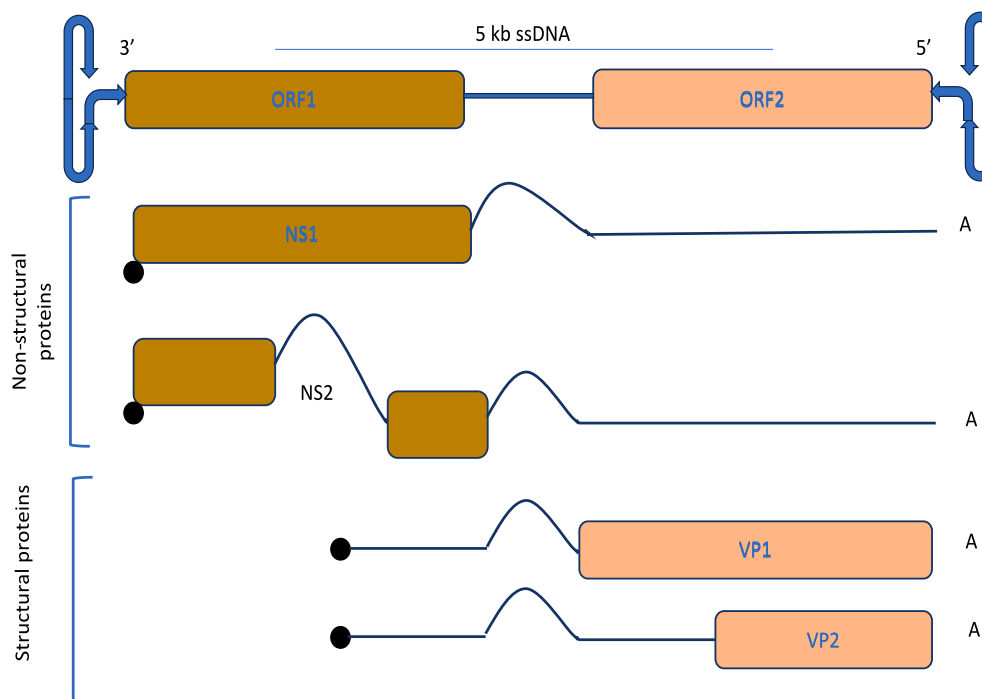 5 kb ssDNA
3’
5’
ORF1
ORF2
Non-structural
proteins
NS1
A
NS2
A
Structural proteins
VP1
A
VP2
A